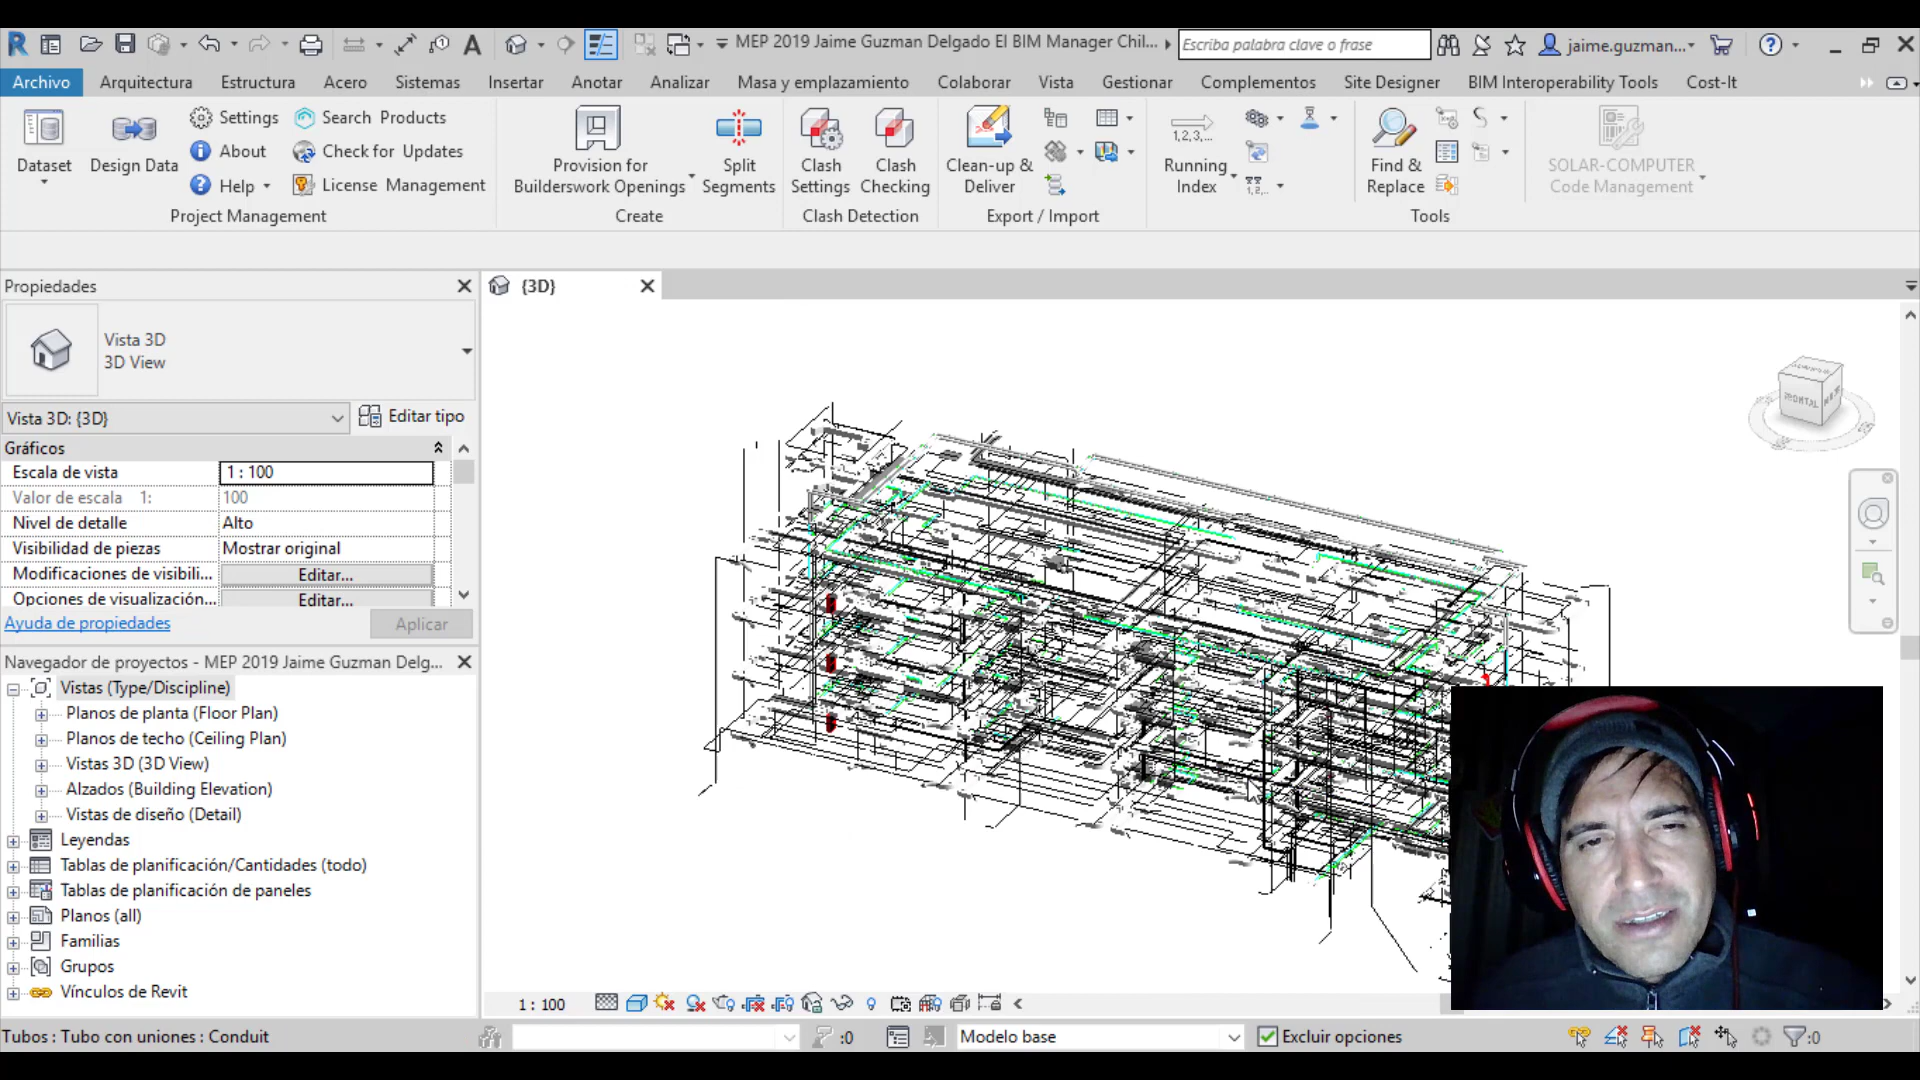 MEP 2019 Jaime Guzman Delgado El BIM Manager Chil...
Escriba palabra clave o frase
jaime.guzman...
Archivo
Arquitectura
Estructura
Acero
Sistemas
Insertar
Anotar
Analizar
Masa y emplazamiento
Colaborar
Vista
Gestionar
Complementos
Site Designer
BIM Interoperability Tools
Cost-It
Dataset
Design Data
Settings
About
Help
Search Products
Check for Updates
License Management
Project Management
Provision for
Builderswork Openings
Split
Segments
Create
Clash
Settings
Clash
Checking
Clash Detection
Clean-up &
Deliver
Export / Import
1,2,3,...
Running
Index
1,2,...
Find &
Replace
Tools
SOLAR-COMPUTER
Code Management
Propiedades
{3D}
Vista 3D
3D View
Vista 3D: {3D}
Editar tipo
Gráficos
Escala de vista
1 : 100
Valor de escala 1:
100
Nivel de detalle
Alto
Visibilidad de piezas
Mostrar original
Modificaciones de visibili...
Editar...
Opciones de visualización...
Editar...
Ayuda de propiedades
Aplicar
Navegador de proyectos - MEP 2019 Jaime Guzman Delg...
Vistas (Type/Discipline)
Planos de planta (Floor Plan)
Planos de techo (Ceiling Plan)
Vistas 3D (3D View)
Alzados (Building Elevation)
Vistas de diseño (Detail)
Leyendas
Tablas de planificación/Cantidades (todo)
Tablas de planificación de paneles
Planos (all)
Familias
Grupos
Vínculos de Revit
FRONTAL
1 : 100
Tubos : Tubo con uniones : Conduit
:0
Modelo base
Excluir opciones
:0